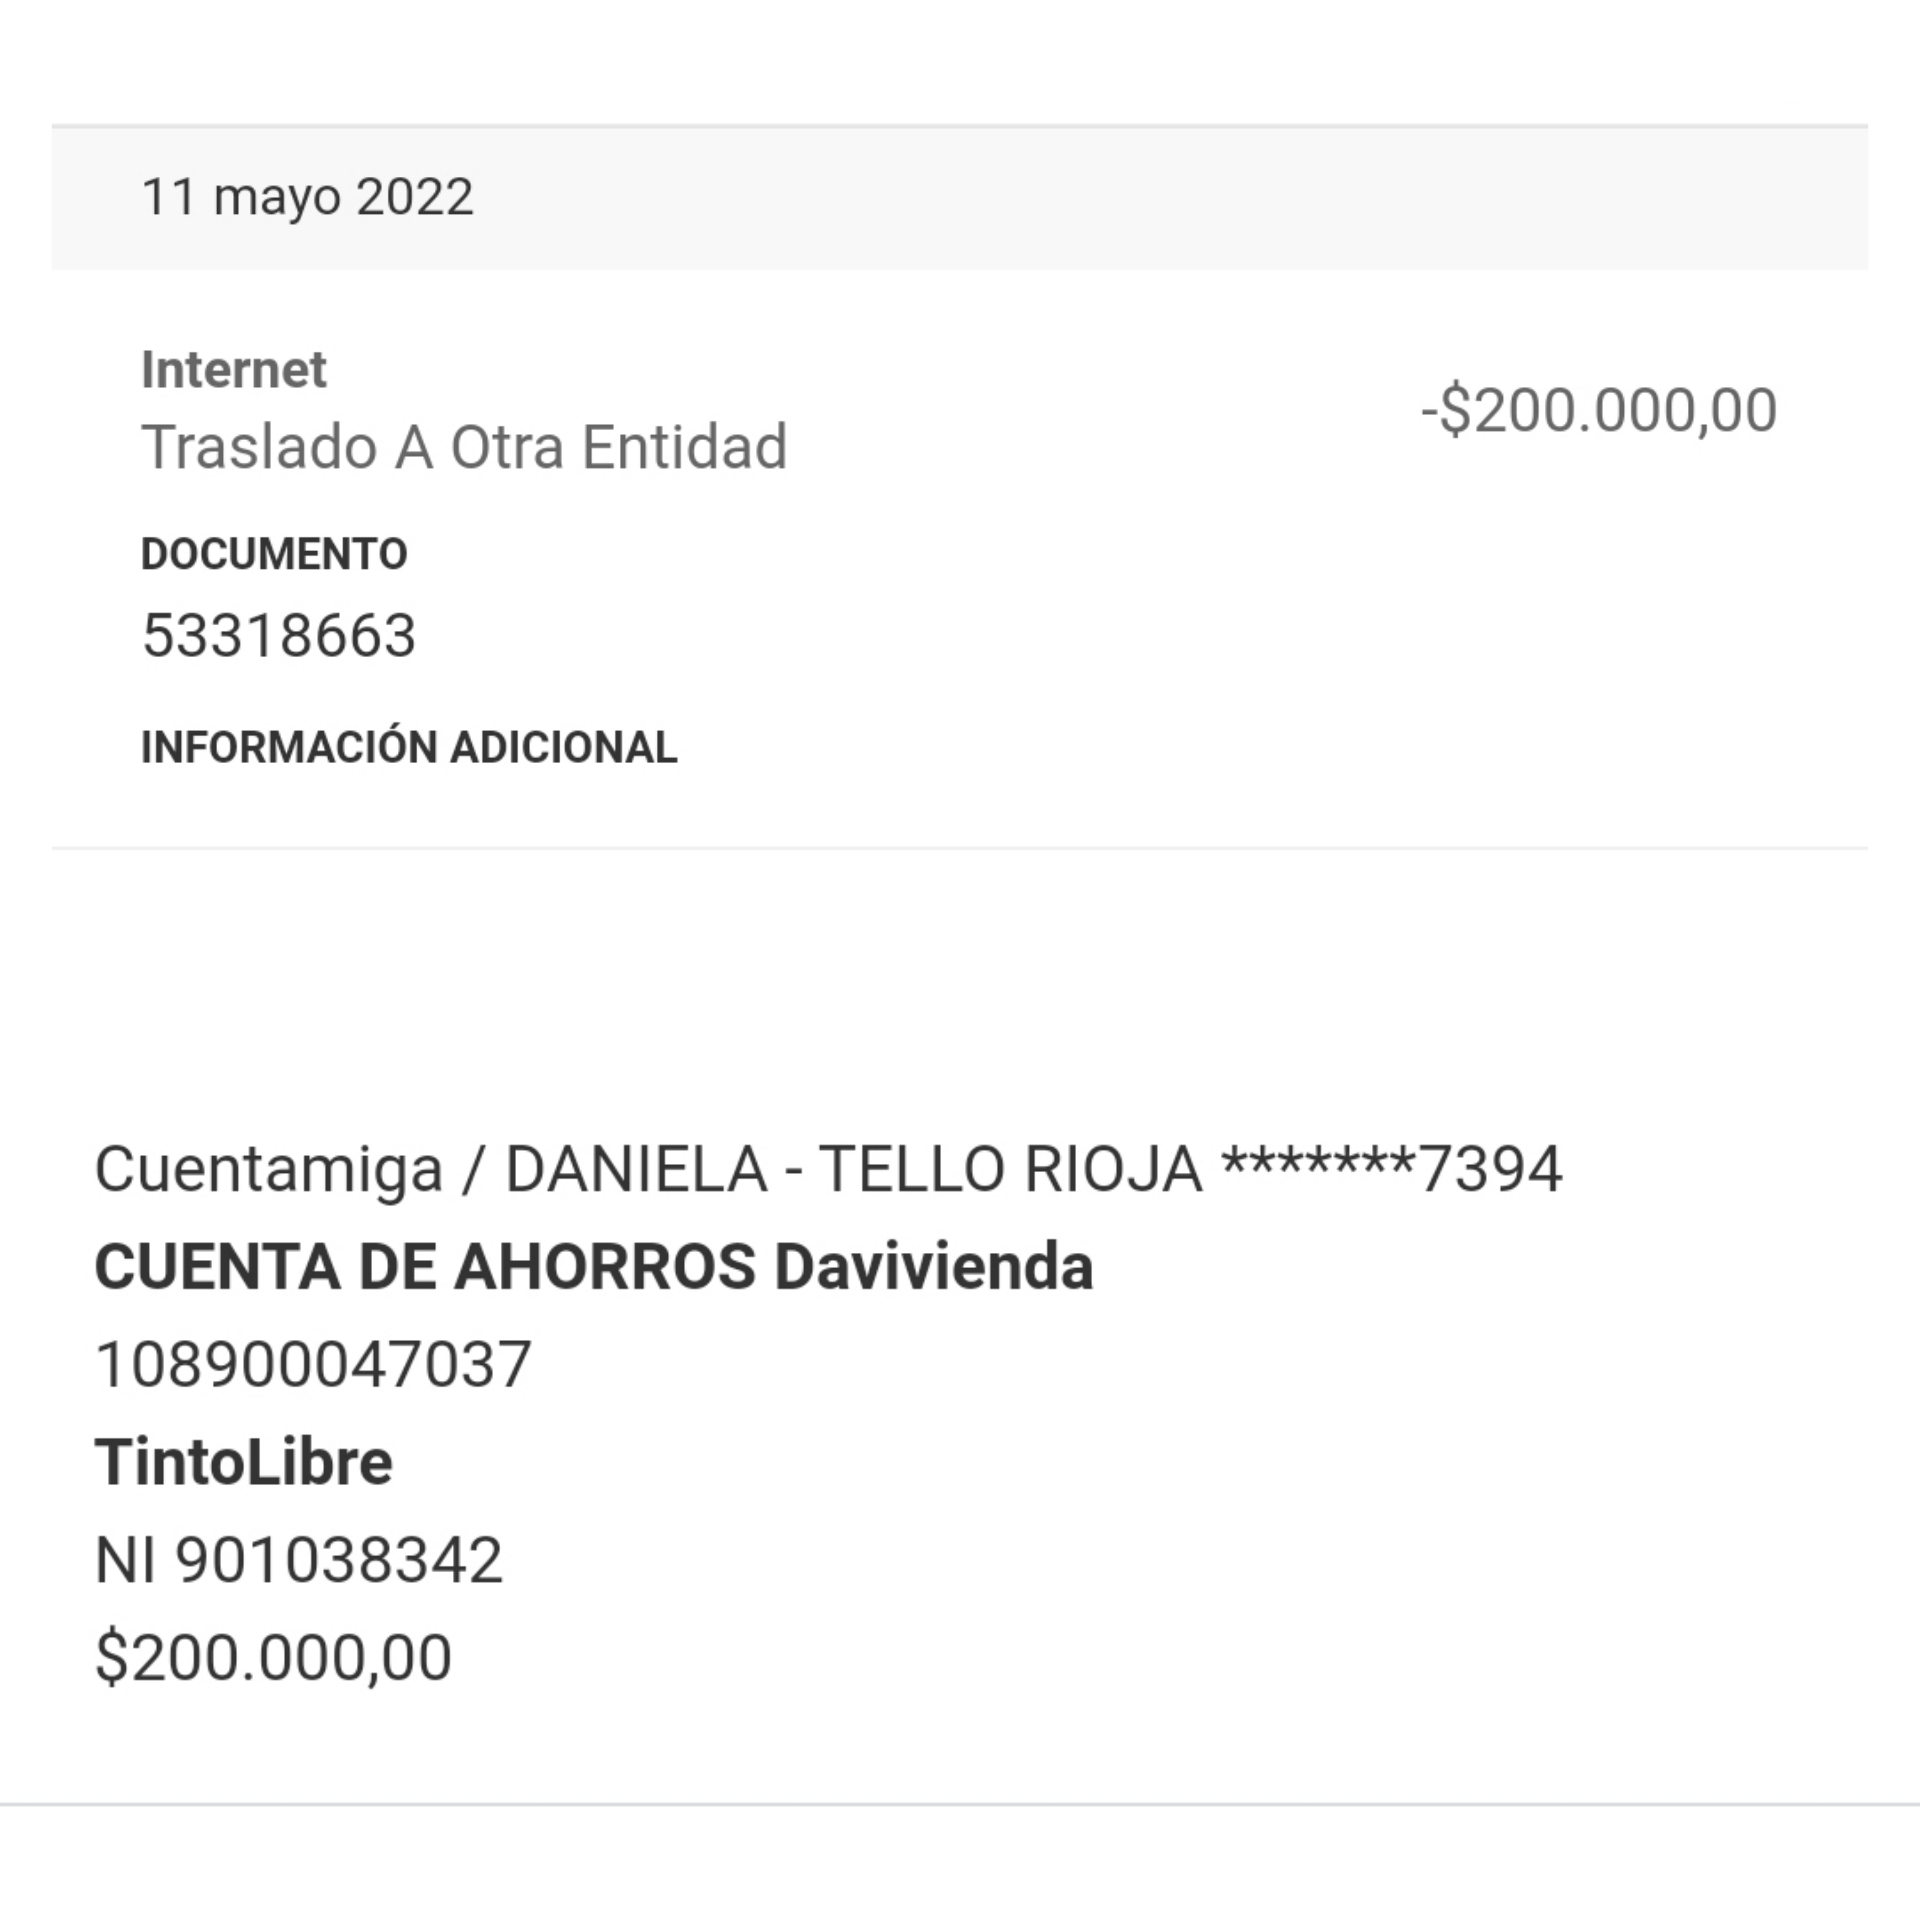 11 mayo 2022
Internet
Traslado A Otra Entidad
-$200.000,00
DOCUMENTO
53318663
INFORMACIÓN ADICIONAL
Cuentamiga / DANIELA - TELLO RIOJA *******7394
CUENTA DE AHORROS Davivienda
108900047037
TintoLibre
NI 901038342
$200.000,00